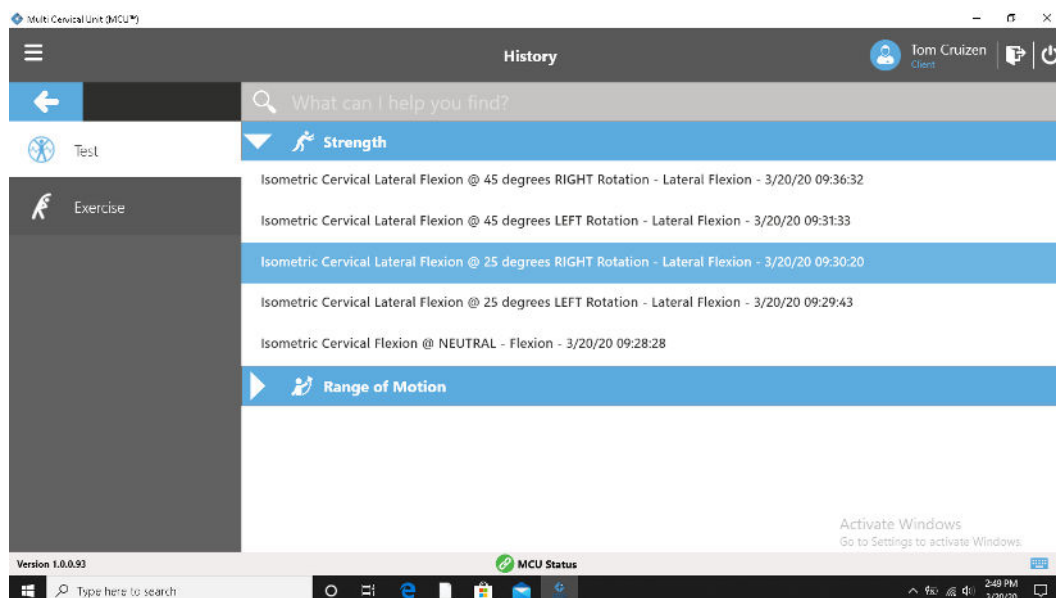 Multi Cervical Unit (MCU™)
History
Tom Cruizen
Client
What can I help you find?
Test
Strength
Isometric Cervical Lateral Flexion @ 45 degrees RIGHT Rotation - Lateral Flexion - 3/20/20 09:36:32
Exercise
Isometric Cervical Lateral Flexion @ 45 degrees LEFT Rotation - Lateral Flexion - 3/20/20 09:31:33
Isometric Cervical Lateral Flexion @ 25 degrees RIGHT Rotation - Lateral Flexion - 3/20/20 09:30:20
Isometric Cervical Lateral Flexion @ 25 degrees LEFT Rotation - Lateral Flexion - 3/20/20 09:29:43
Isometric Cervical Flexion @ NEUTRAL - Flexion - 3/20/20 09:28:28
Range of Motion
Activate Windows
Go to Settings to activate Windows.
Version 1.0.0.93
MCU Status
Type here to search
2:49 PM
3/20/20